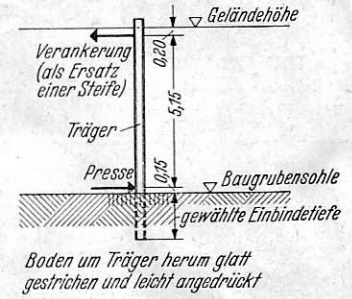 Geländehöhe
Verankerung
(als Ersatz
einer Steife)
0,20
5,15
Träger
Presse
0,15
Baugrubensohle
gewählte Einbindetiefe
Boden um Träger herum glatt
gestrichen und leicht angedrückt